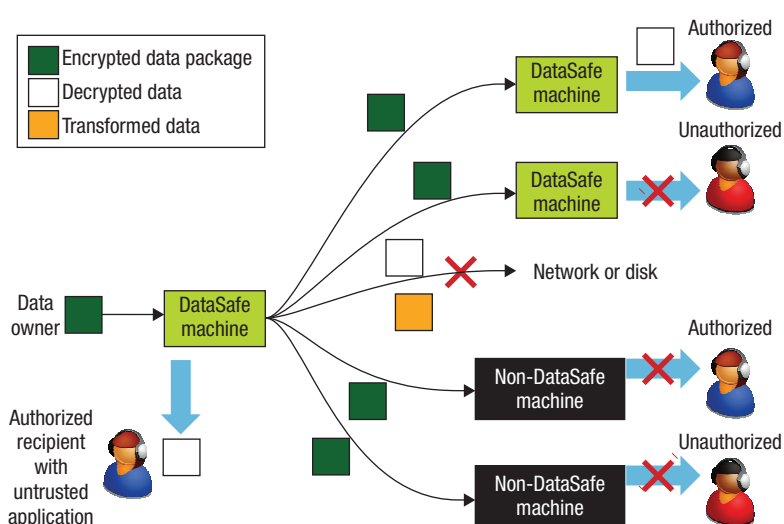 Encrypted data package
Decrypted data
Transformed data
Authorized
DataSafe
machine
Unauthorized
DataSafe
machine
Network or disk
Data
owner
DataSafe
machine
Authorized
Non-DataSafe
machine
Authorized
recipient
with
untrusted
application
Unauthorized
Non-DataSafe
machine